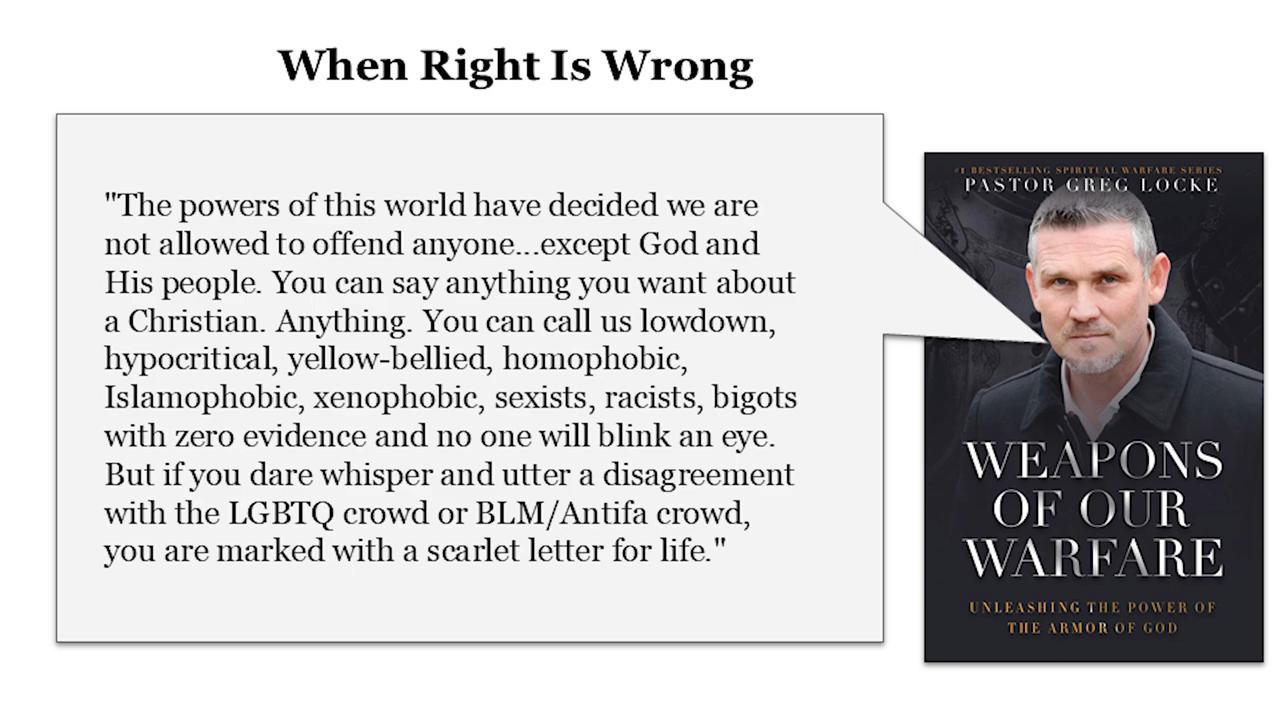 When Right Is Wrong
"The powers of this world have decided we are
not allowed to offend anyone...except God and
His people. You can say anything you want about
a Christian. Anything. You can call us lowdown,
hypocritical, yellow-bellied, homophobic,
Islamophobic, xenophobic, sexists, racists, bigots
with zero evidence and no one will blink an eye.
But if you dare whisper and utter a disagreement
with the LGBTQ crowd or BLM/Antifa crowd,
you are marked with a scarlet letter for life."
#1 BESTSELLING SPIRITUAL WARFARE SERIES
PASTOR GREG LOCKE
WEAPONS
OF OUR
WARFARE
UNLEASHING THE POWER OF
THE ARMOR OF GOD